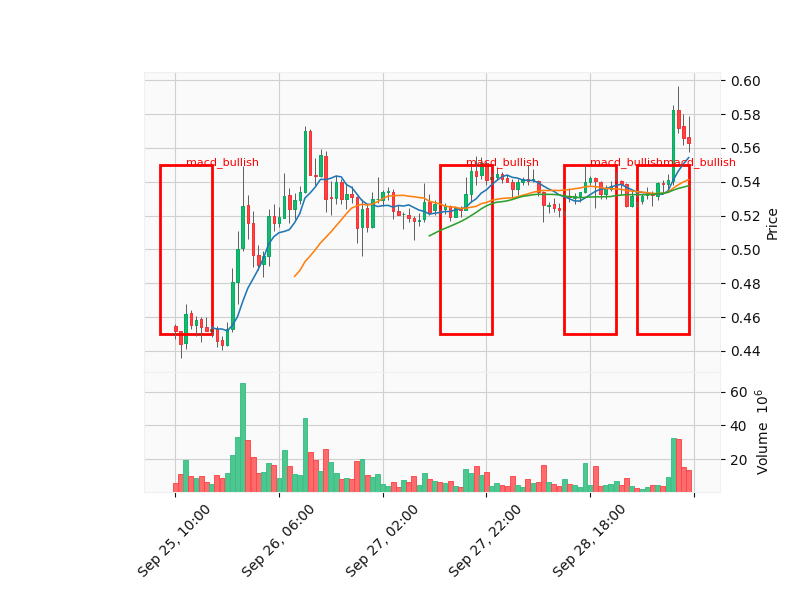 0.60
0.58
0.56
0.54
0.52
0.50
0.48
0.46
0.44
Price
macd_bullish
macd_bullish
macd_bullish
macd_bullish
60
40
20
Volume 10⁶
Sep 25, 10:00
Sep 26, 06:00
Sep 27, 02:00
Sep 27, 22:00
Sep 28, 18:00